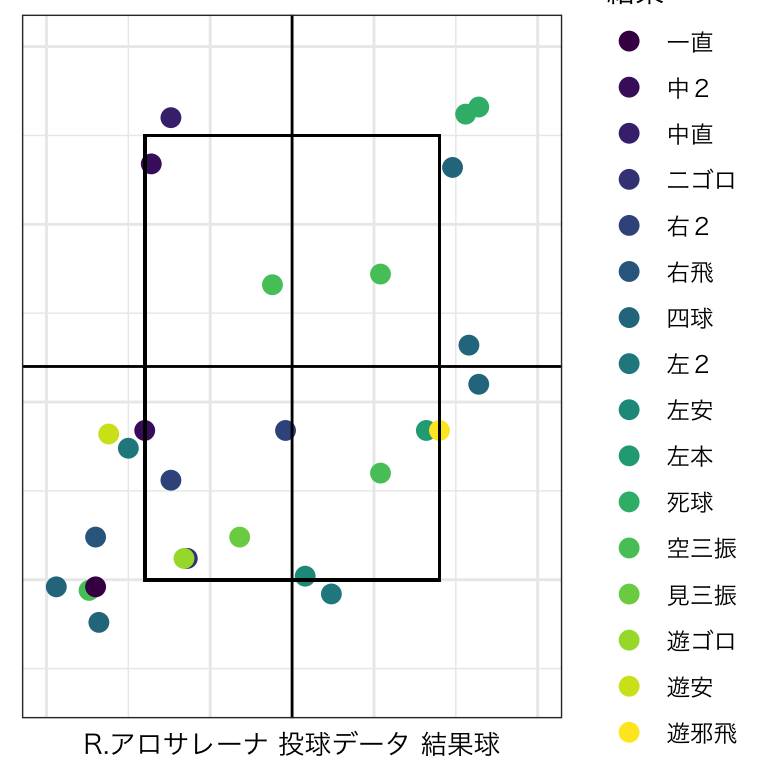 一直
中２
中直
二ゴロ
右２
右飛
四球
左２
左安
左本
死球
空三振
見三振
遊ゴロ
遊安
遊邪飛
R.アロサレーナ 投球データ 結果球